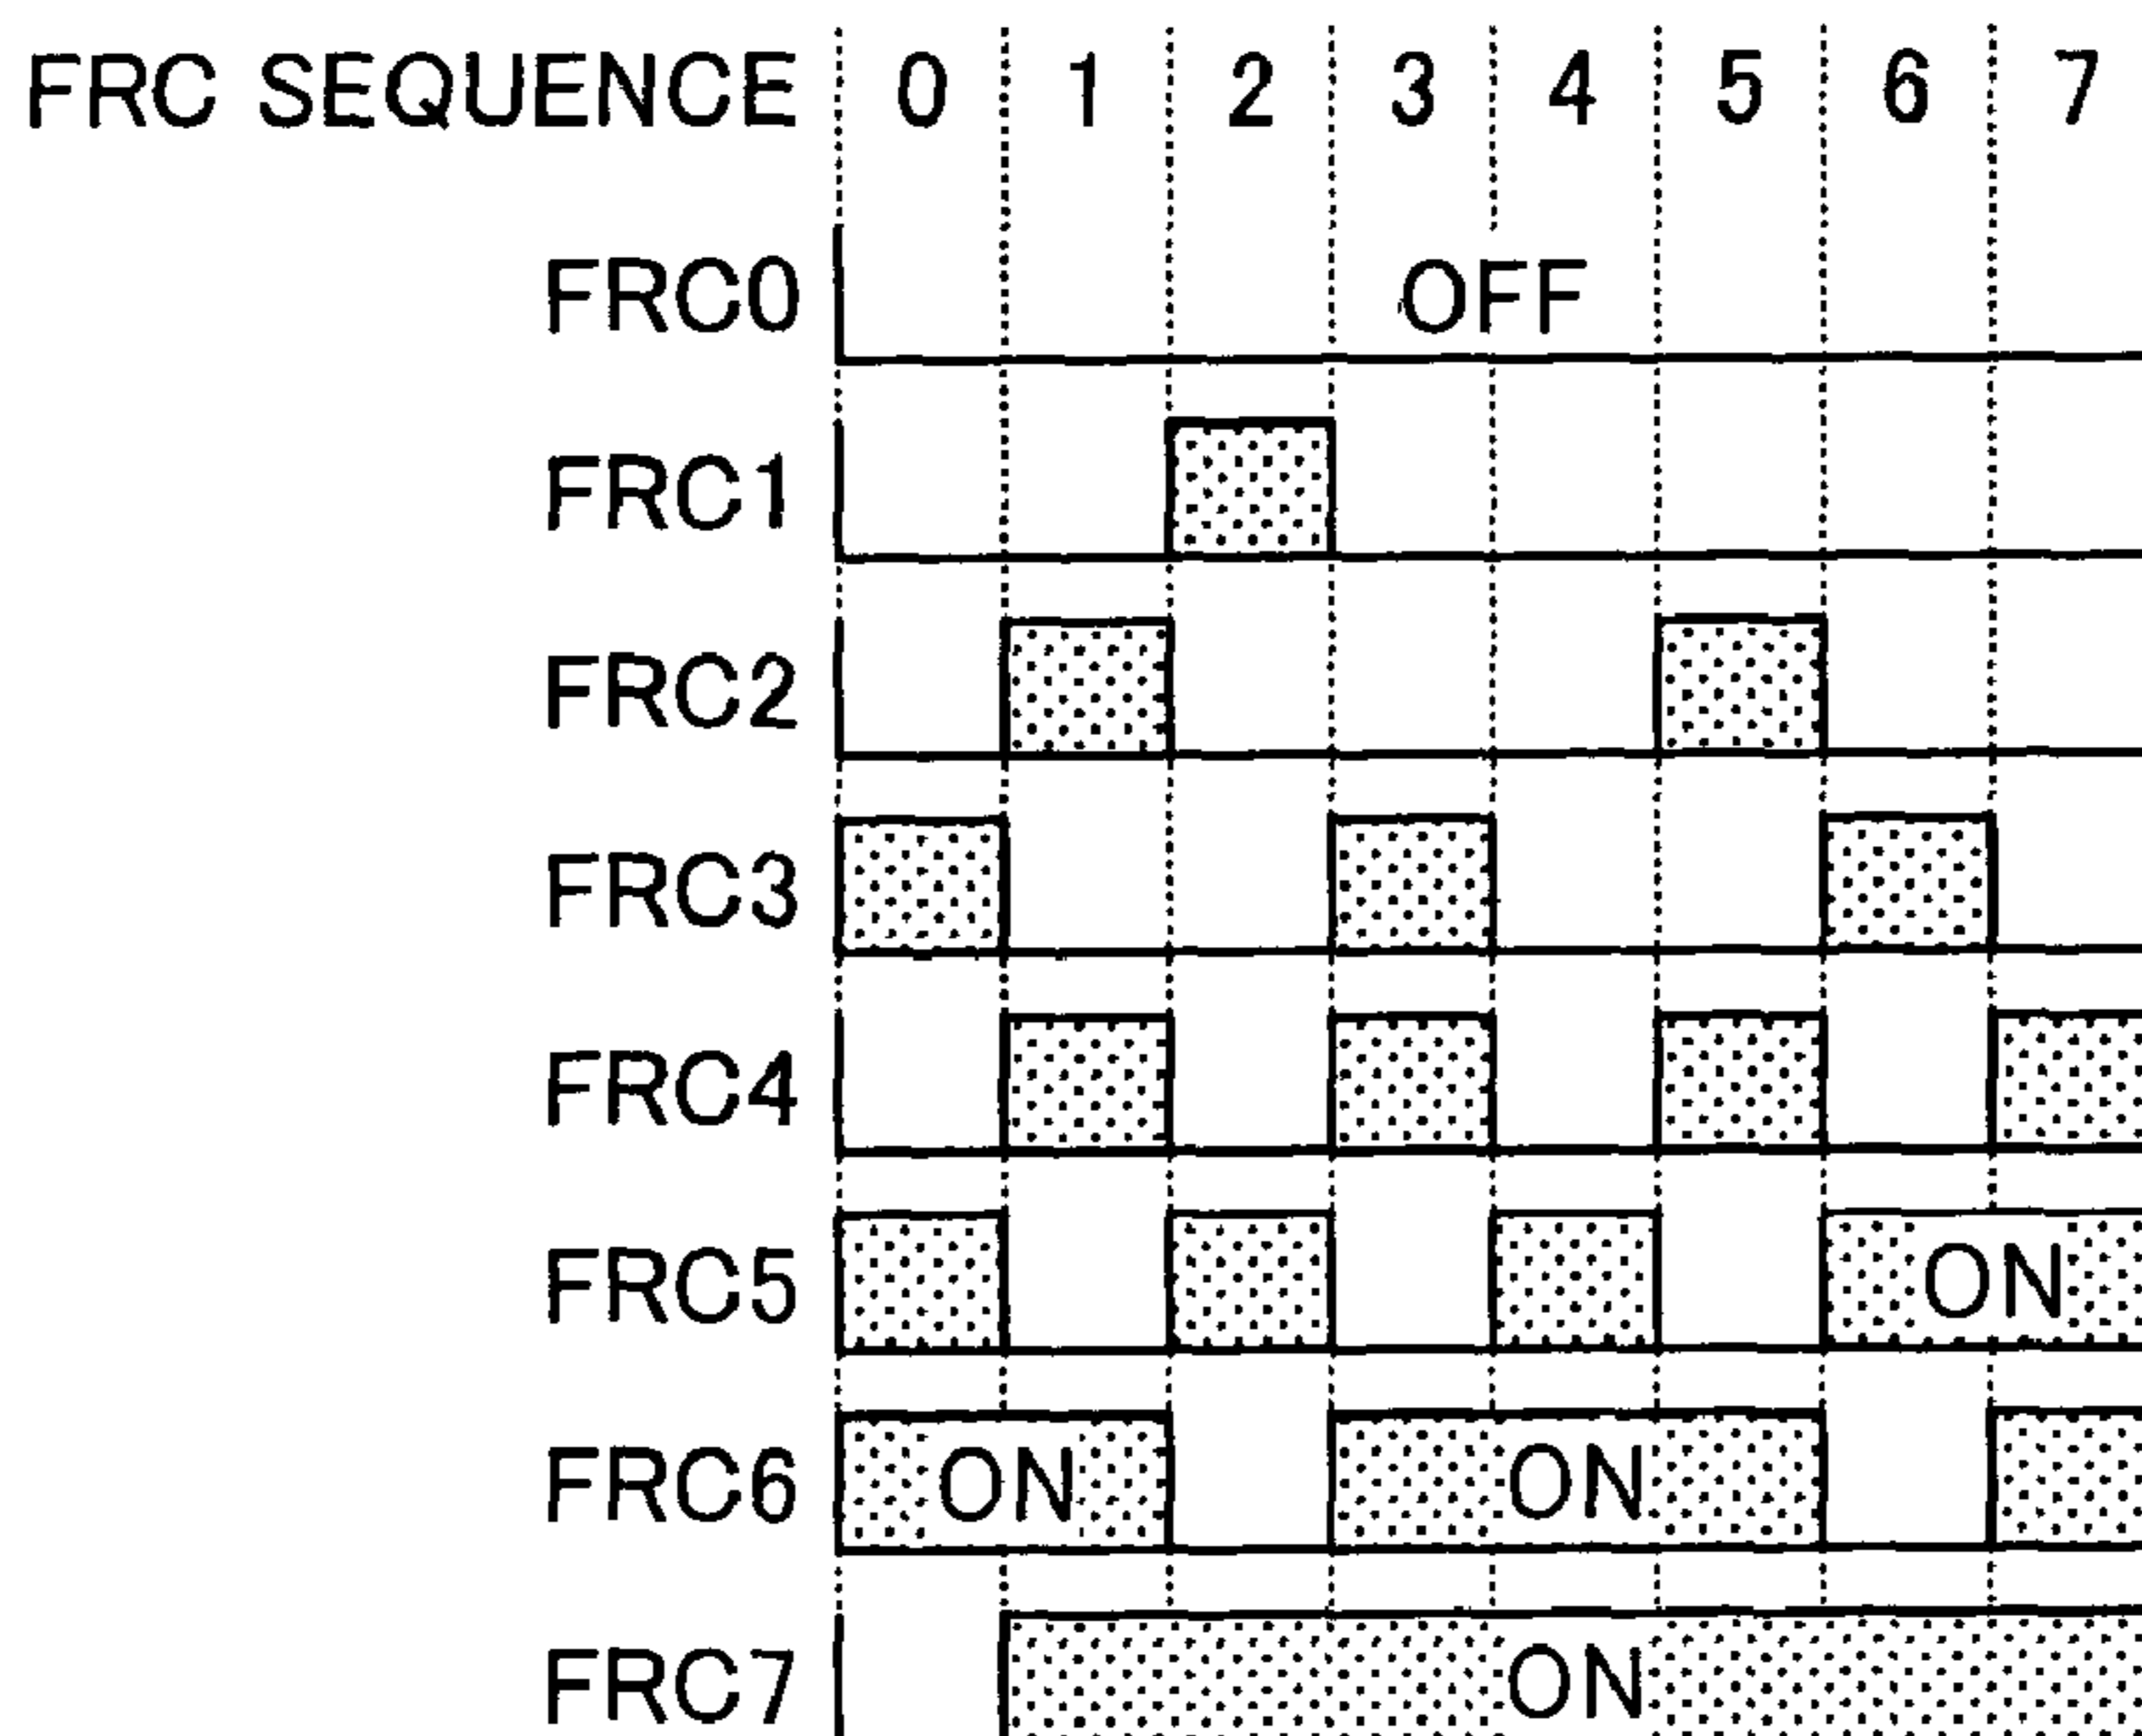 FRC SEQUENCE 0 1 2 3 4 5 6 7
FRC0 OFF
FRC1
FRC2
FRC3
FRC4
FRC5 ON
FRC6 ON ON
FRC7 ON